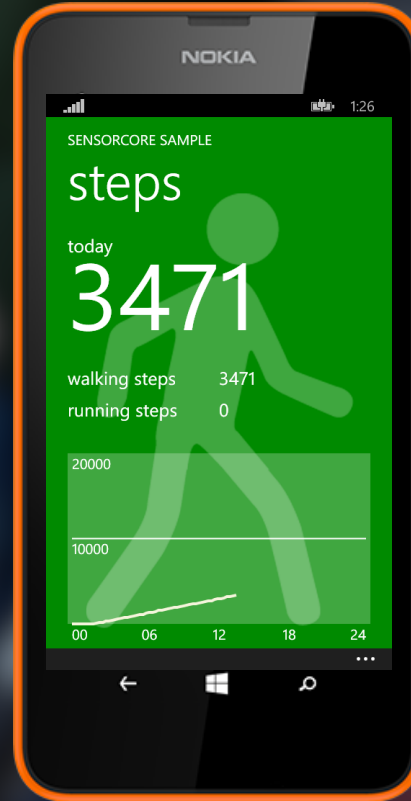 NOKIA
1:26
SENSORCORE SAMPLE
steps
today
3471
walking steps 3471
running steps 0
20000
10000
00 06 12 18 24